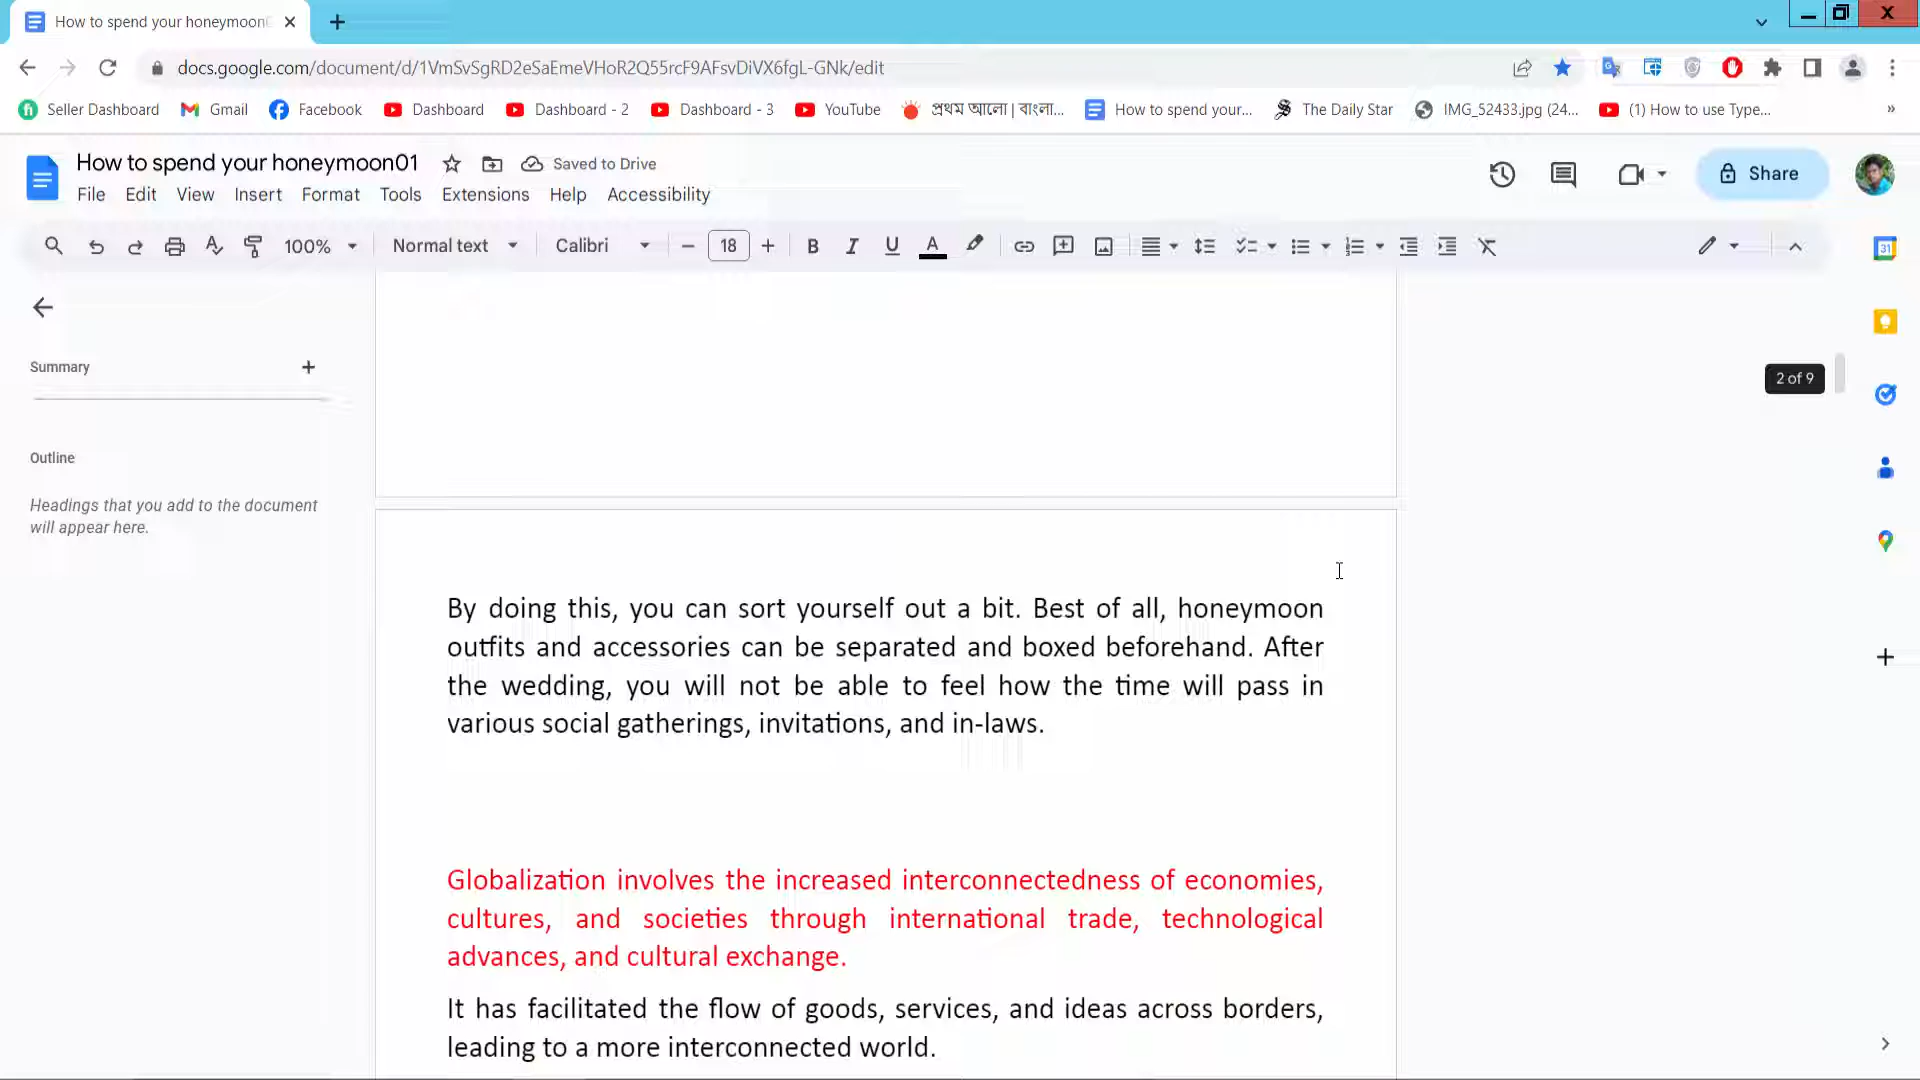 How to spend your honeymoon
docs.google.com/document/d/1VmSvSgRD2eSaEmeVHoR2Q55rcF9AFsvDiVX6fgL-GNk/edit
Seller Dashboard Gmail Facebook Dashboard Dashboard - 2 Dashboard - 3 YouTube প্রথম আলো | বাংলা... How to spend your... The Daily Star IMG_52433.jpg (24... (1) How to use Type... »
How to spend your honeymoon01 Saved to Drive
Share
File Edit View Insert Format Tools Extensions Help Accessibility
100% Normal text Calibri 18 B I U A
31
Summary
2 of 9
Outline
Headings that you add to the document
will appear here.
By doing this, you can sort yourself out a bit. Best of all, honeymoon
outfits and accessories can be separated and boxed beforehand. After
the wedding, you will not be able to feel how the time will pass in
various social gatherings, invitations, and in-laws.
Globalization involves the increased interconnectedness of economies,
cultures, and societies through international trade, technological
advances, and cultural exchange.
It has facilitated the flow of goods, services, and ideas across borders,
leading to a more interconnected world.